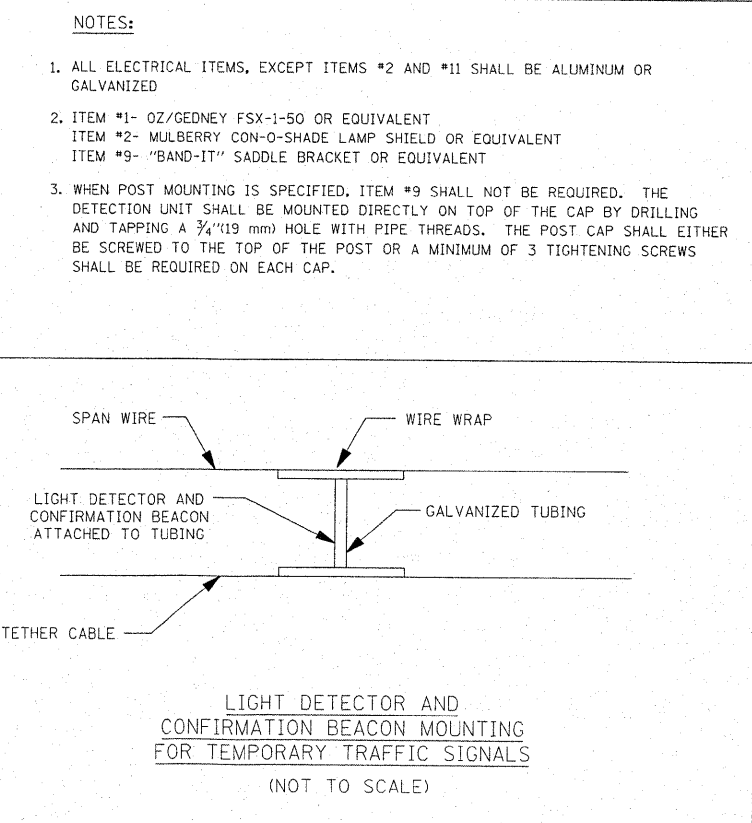 NOTES:
1. ALL ELECTRICAL ITEMS, EXCEPT ITEMS #2 AND #11 SHALL BE ALUMINUM OR
GALVANIZED
2. ITEM #1- OZ/GEDNEY FSX-1-50 OR EQUIVALENT
ITEM #2- MULBERRY CON-O-SHADE LAMP SHIELD OR EQUIVALENT
ITEM #9- "BAND-IT" SADDLE BRACKET OR EQUIVALENT
3. WHEN POST MOUNTING IS SPECIFIED, ITEM #9 SHALL NOT BE REQUIRED. THE
DETECTION UNIT SHALL BE MOUNTED DIRECTLY ON TOP OF THE CAP BY DRILLING
AND TAPPING A 3/4"(19 mm) HOLE WITH PIPE THREADS. THE POST CAP SHALL EITHER
BE SCREWED TO THE TOP OF THE POST OR A MINIMUM OF 3 TIGHTENING SCREWS
SHALL BE REQUIRED ON EACH CAP.
SPAN WIRE
WIRE WRAP
LIGHT DETECTOR AND
CONFIRMATION BEACON
ATTACHED TO TUBING
GALVANIZED TUBING
TETHER CABLE
LIGHT DETECTOR AND
CONFIRMATION BEACON MOUNTING
FOR TEMPORARY TRAFFIC SIGNALS
(NOT TO SCALE)